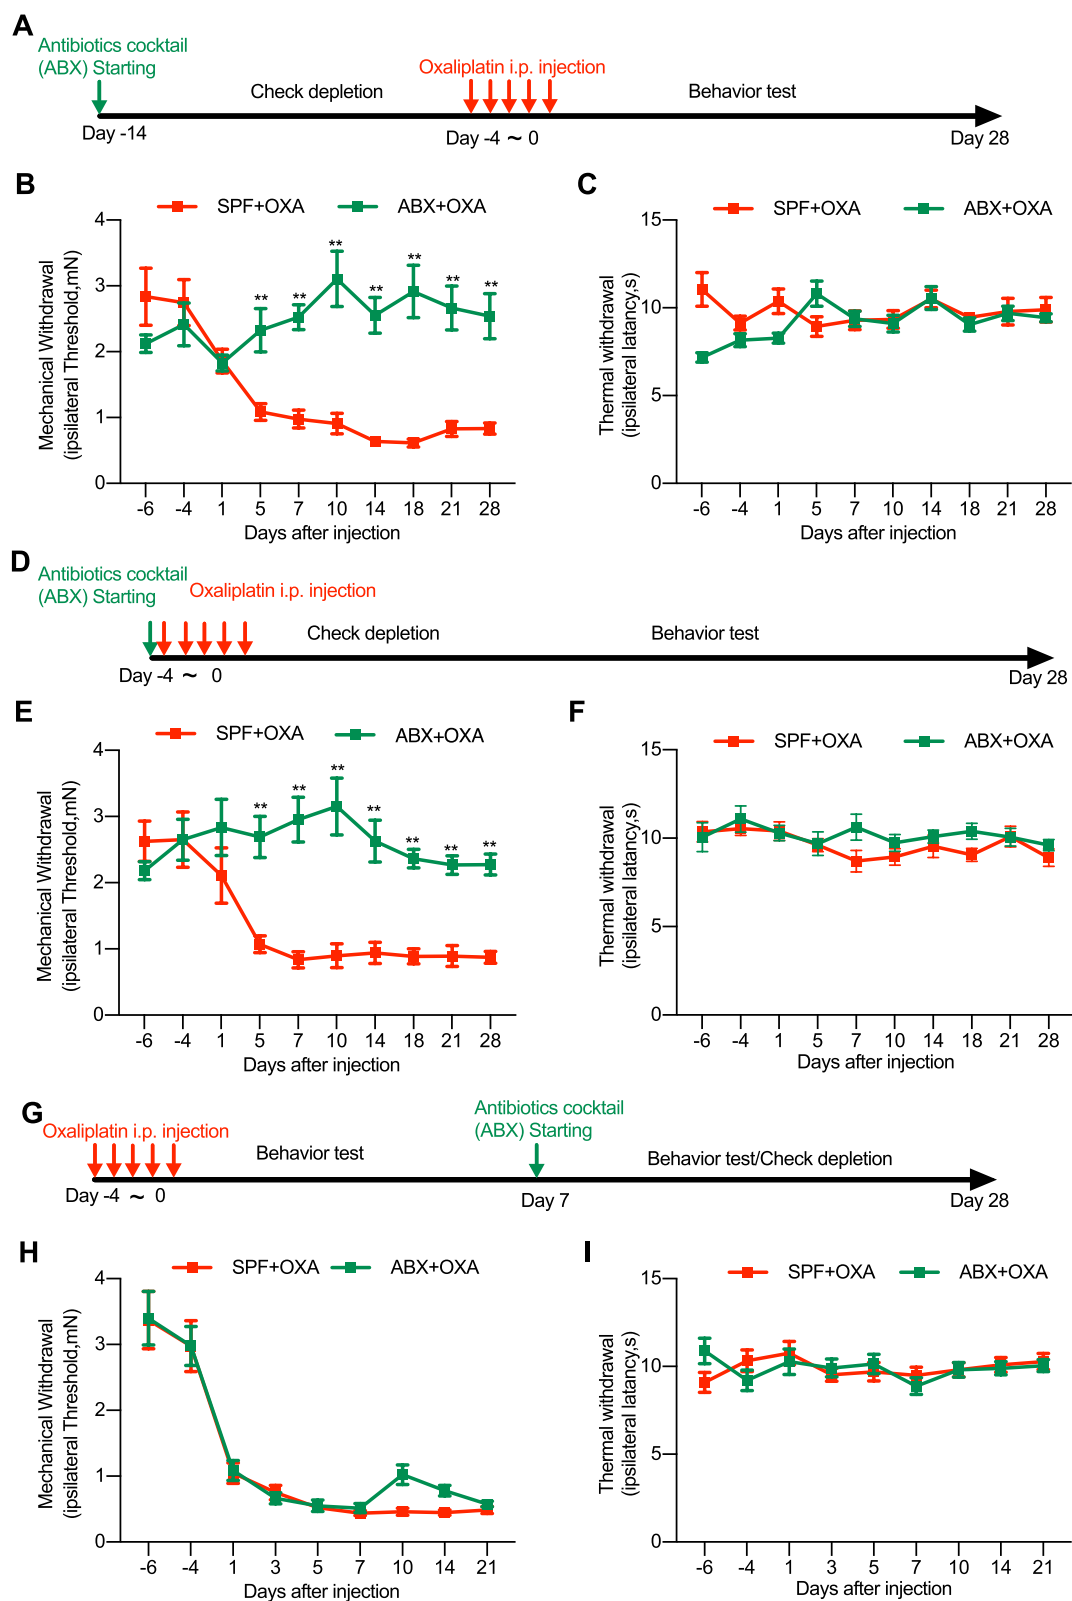 A
Antibiotics cocktail
(ABX) Starting
Oxaliplatin i.p. injection
Check depletion
Behavior test
Day -14
Day -4 ~ 0
Day 28
B
SPF+OXA
ABX+OXA
Mechanical Withdrawal
(ipsilateral Threshold,mN)
4
3
2
1
0
** ** ** ** ** ** **
-6 -4 1 5 7 10 14 18 21 28
Days after injection
C
SPF+OXA
ABX+OXA
Thermal withdrawal
(ipsilateral latancy,s)
15
10
5
0
-6 -4 1 5 7 10 14 18 21 28
Days after injection
D
Antibiotics cocktail
(ABX) Starting
Oxaliplatin i.p. injection
Check depletion
Behavior test
Day -4 ~ 0
Day 28
E
SPF+OXA
ABX+OXA
Mechanical Withdrawal
(ipsilateral Threshold,mN)
4
3
2
1
0
** ** ** ** ** ** **
-6 -4 1 5 7 10 14 18 21 28
Days after injection
F
SPF+OXA
ABX+OXA
Thermal withdrawal
(ipsilateral latancy,s)
15
10
5
0
-6 -4 1 5 7 10 14 18 21 28
Days after injection
G
Oxaliplatin i.p. injection
Antibiotics cocktail
(ABX) Starting
Behavior test
Behavior test/Check depletion
Day -4 ~ 0
Day 7
Day 28
H
SPF+OXA
ABX+OXA
Mechanical Withdrawal
(ipsilateral Threshold,mN)
4
3
2
1
0
-6 -4 1 3 5 7 10 14 21
Days after injection
I
SPF+OXA
ABX+OXA
Thermal withdrawal
(ipsilateral latancy,s)
15
10
5
0
-6 -4 1 3 5 7 10 14 21
Days after injection